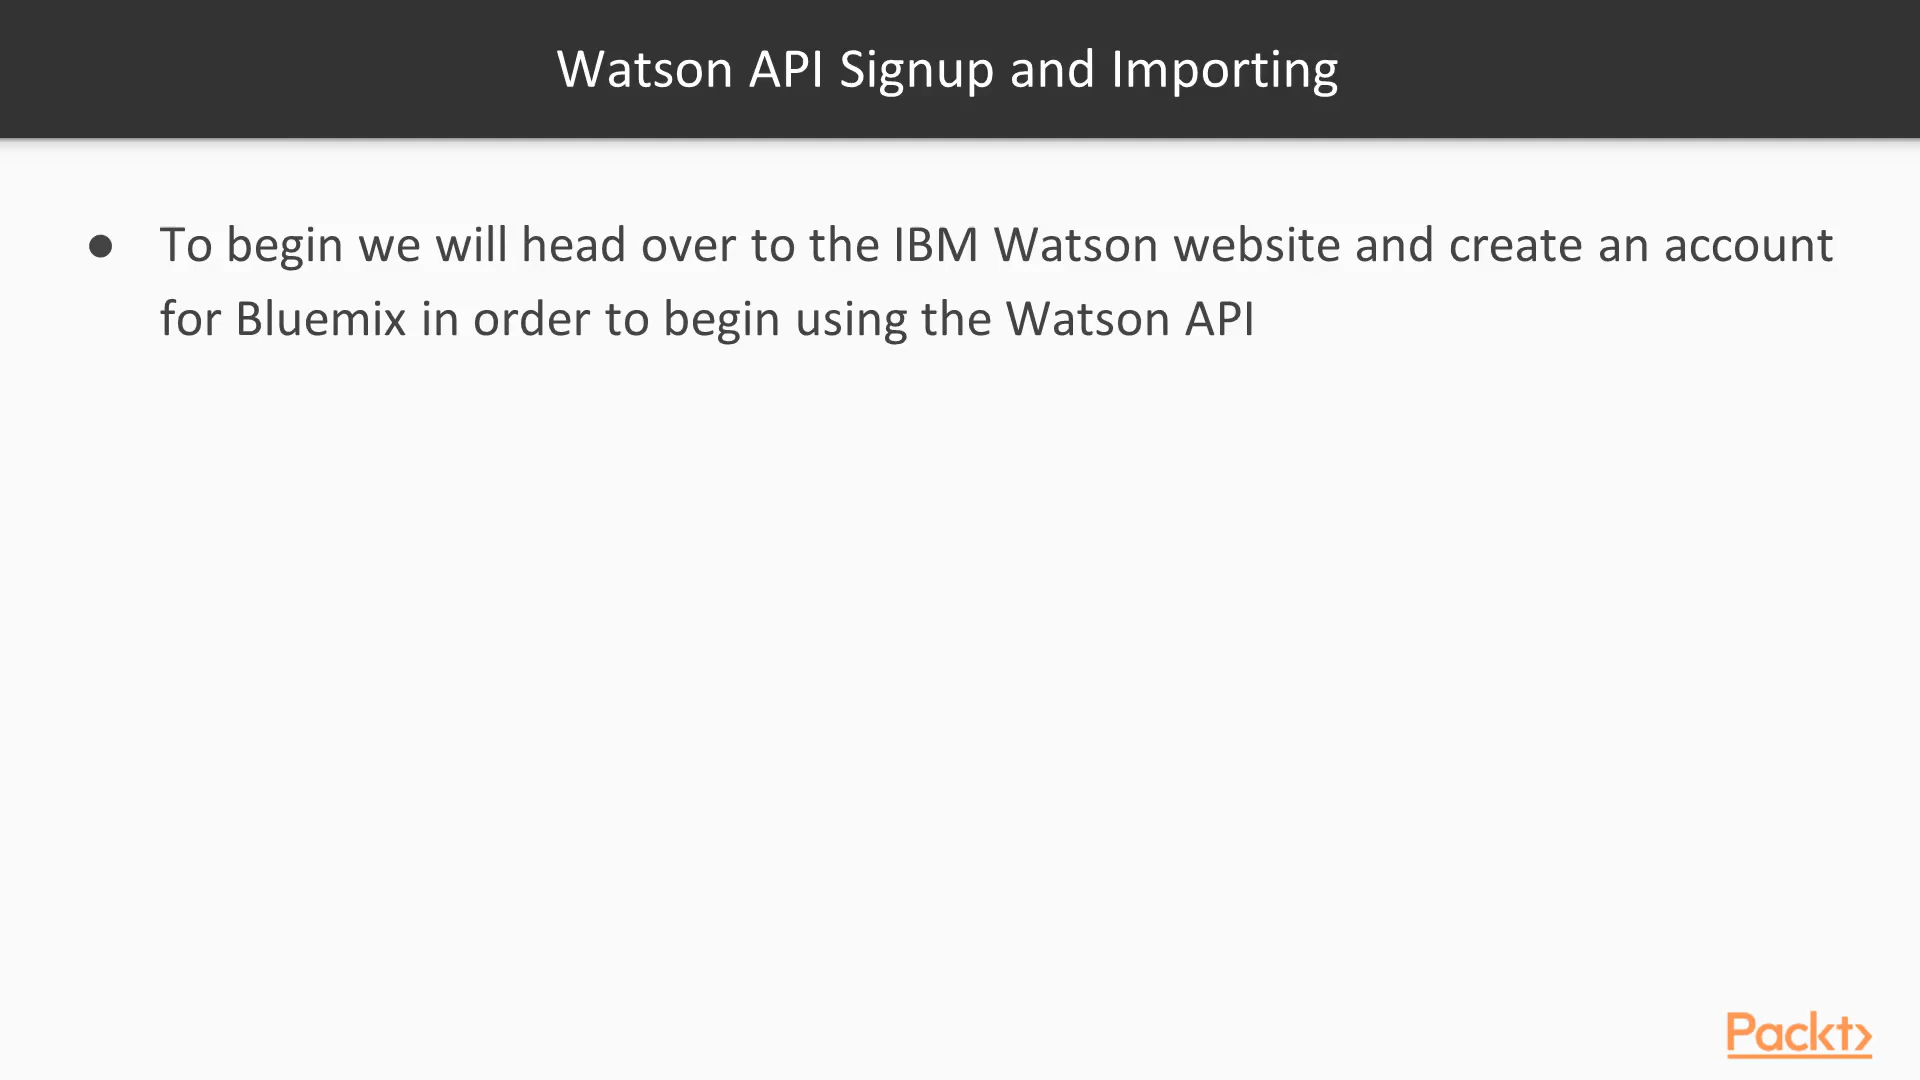 Watson API Signup and Importing
● To begin we will head over to the IBM Watson website and create an account
for Bluemix in order to begin using the Watson API
Packt>